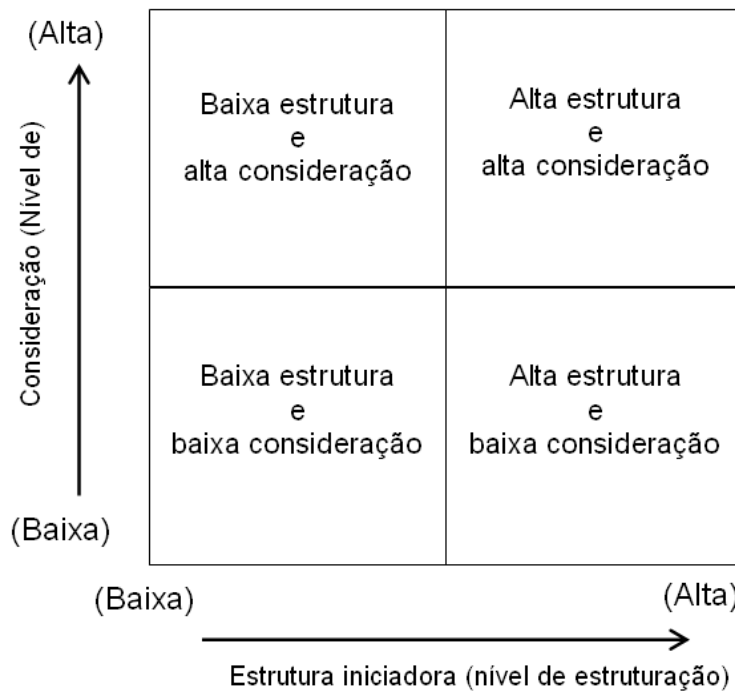 (Alta)
Consideração (Nível de)
(Baixa)
Baixa estrutura
e
alta consideração
Alta estrutura
e
alta consideração
Baixa estrutura
e
baixa consideração
Alta estrutura
e
baixa consideração
(Baixa)
(Alta)
Estrutura iniciadora (nível de estruturação)